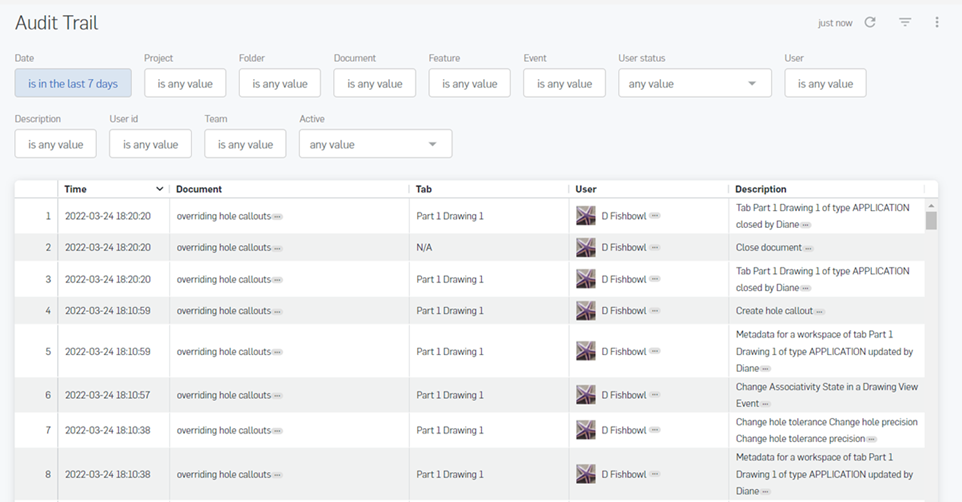 Audit Trail
just now
Date Project Folder Document Feature Event User status User
is in the last 7 days is any value is any value is any value is any value is any value any value is any value
Description User id Team Active
is any value is any value is any value any value
Time Document Tab User Description
1 2022-03-24 18:20:20 overriding hole callouts Part 1 Drawing 1 D Fishbowl Tab Part 1 Drawing 1 of type APPLICATION
closed by Diane
2 2022-03-24 18:20:20 overriding hole callouts N/A D Fishbowl Close document
3 2022-03-24 18:20:20 overriding hole callouts Part 1 Drawing 1 D Fishbowl Tab Part 1 Drawing 1 of type APPLICATION
closed by Diane
4 2022-03-24 18:10:59 overriding hole callouts Part 1 Drawing 1 D Fishbowl Create hole callout
5 2022-03-24 18:10:59 overriding hole callouts Part 1 Drawing 1 D Fishbowl Metadata for a workspace of tab Part 1
Drawing 1 of type APPLICATION updated by
Diane
6 2022-03-24 18:10:57 overriding hole callouts Part 1 Drawing 1 D Fishbowl Change Associativity State in a Drawing View
Event
7 2022-03-24 18:10:38 overriding hole callouts Part 1 Drawing 1 D Fishbowl Change hole tolerance Change hole precision
Change hole tolerance precision
8 2022-03-24 18:10:38 overriding hole callouts Part 1 Drawing 1 D Fishbowl Metadata for a workspace of tab Part 1
Drawing 1 of type APPLICATION updated by
Diane